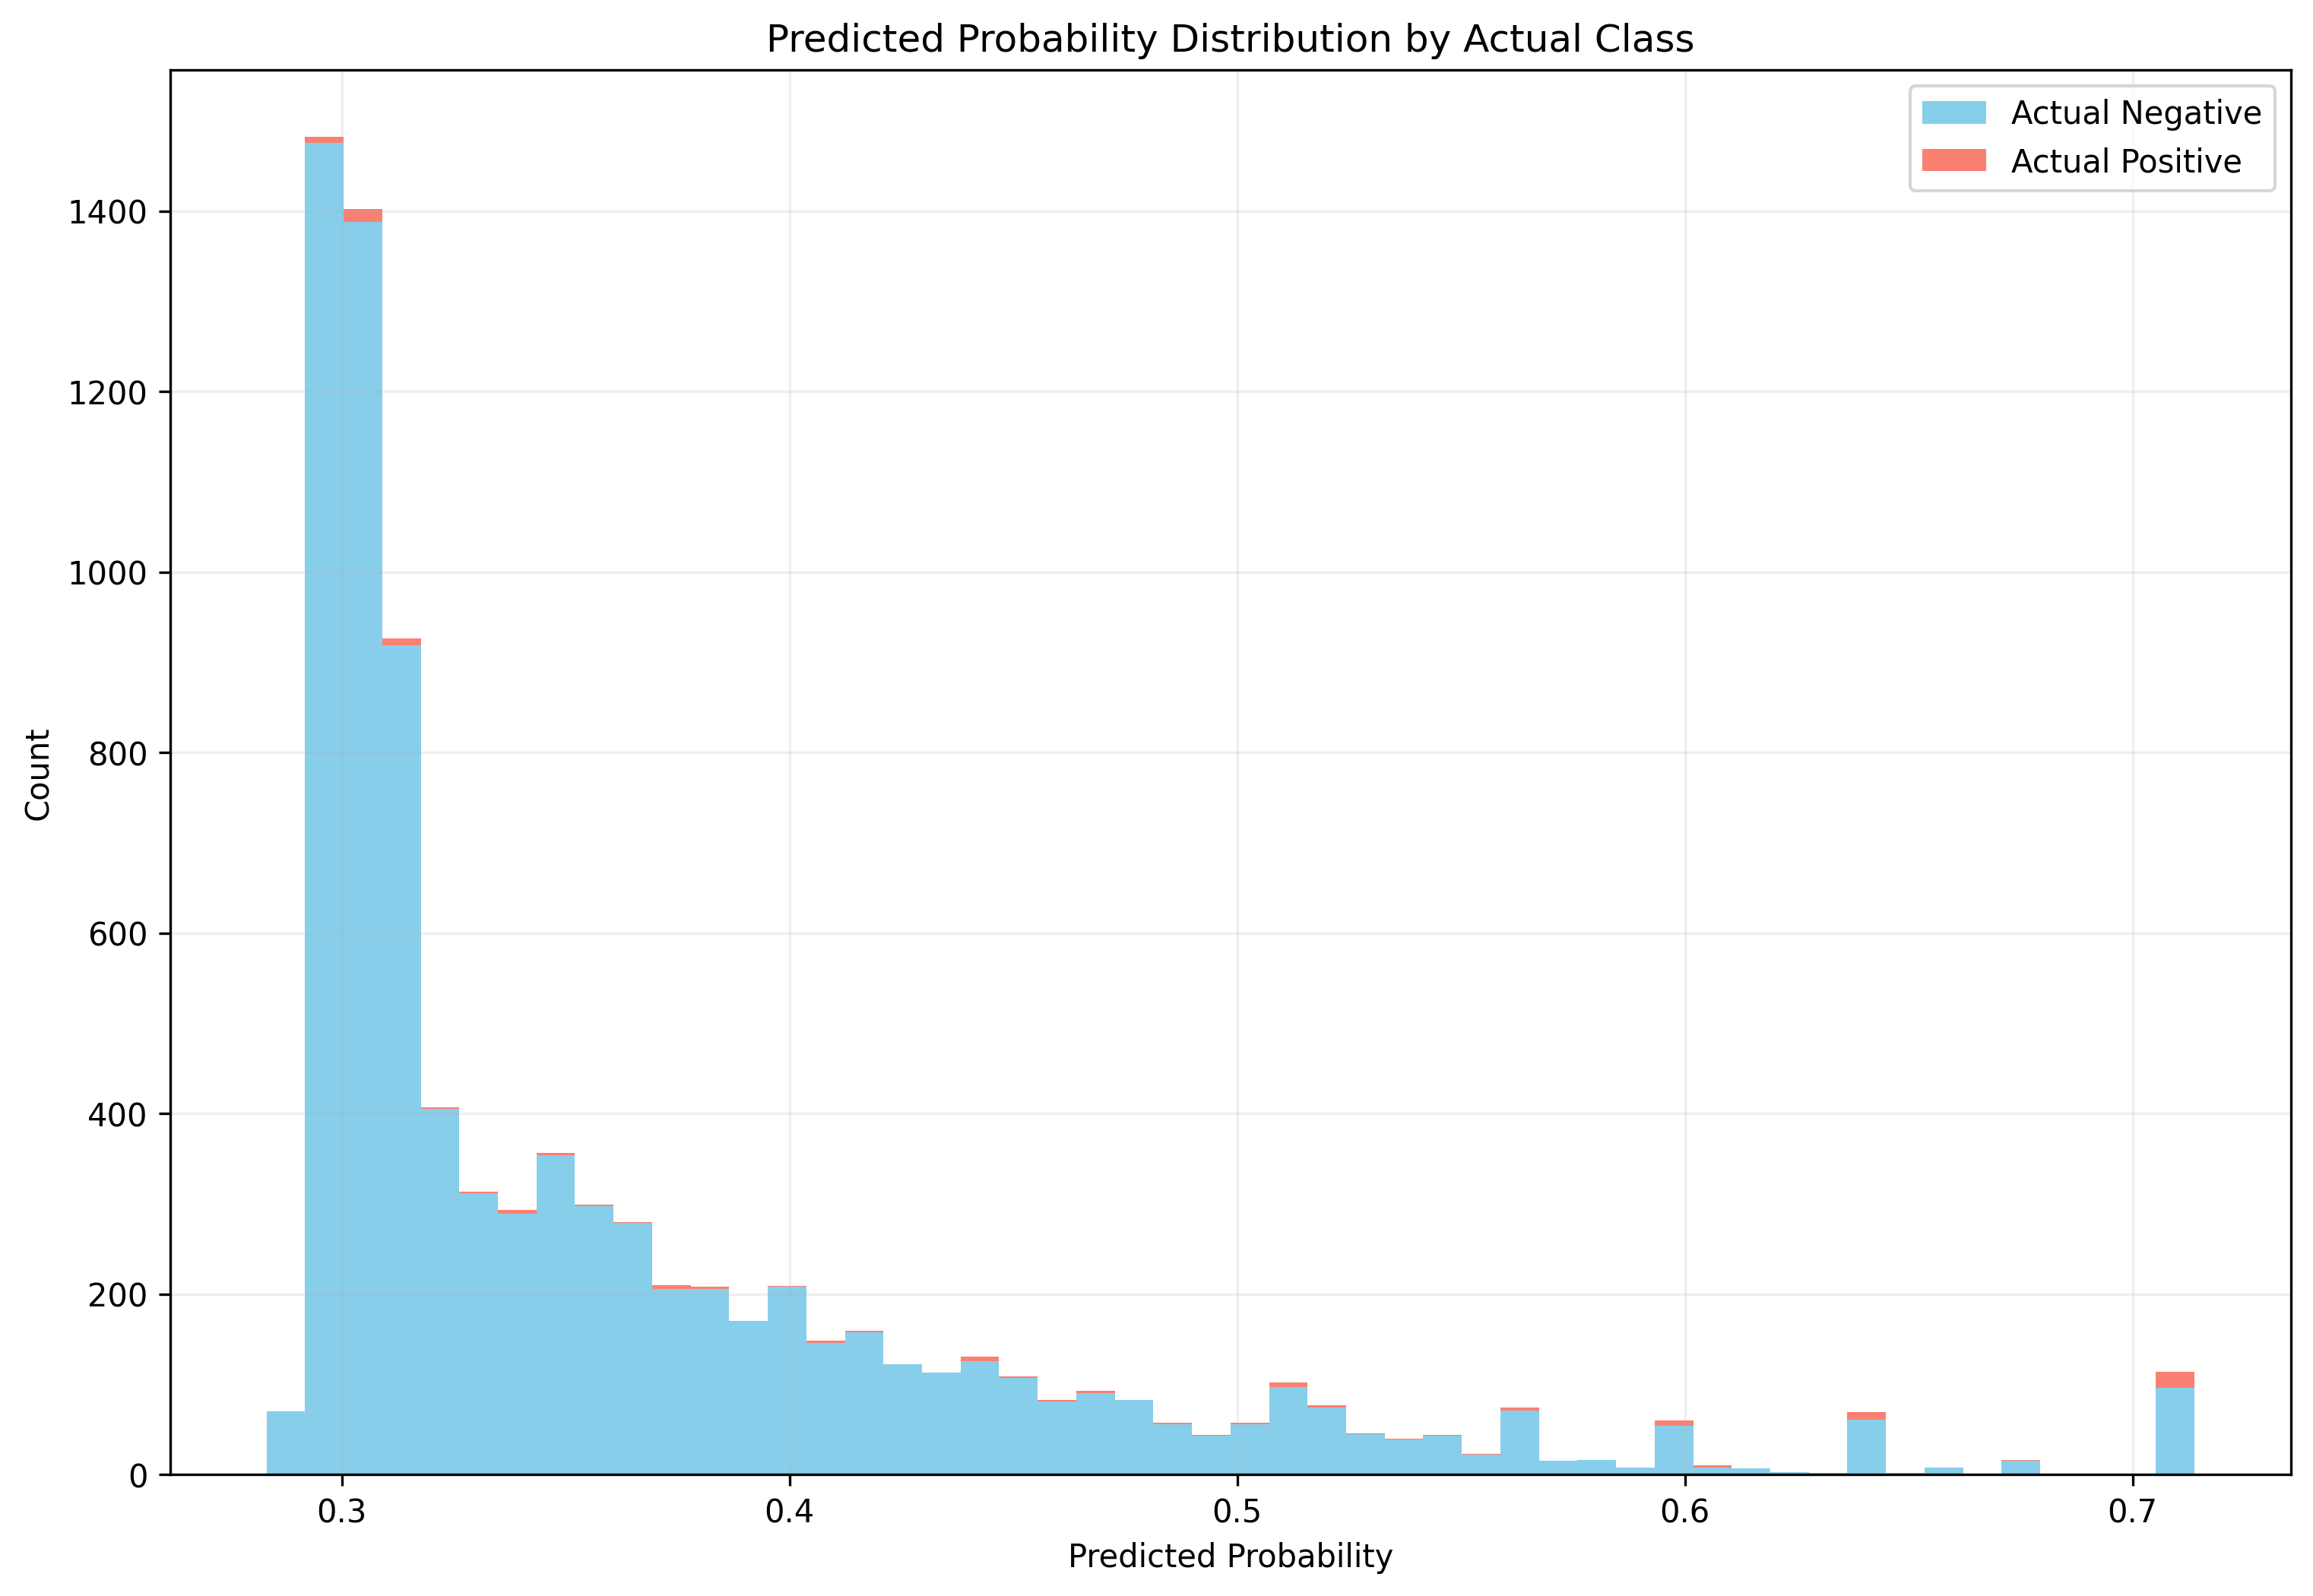 Predicted Probability Distribution by Actual Class
Actual Negative
Actual Positive
Count
1400
1200
1000
800
600
400
200
0
0.3 0.4 0.5 0.6 0.7
Predicted Probability